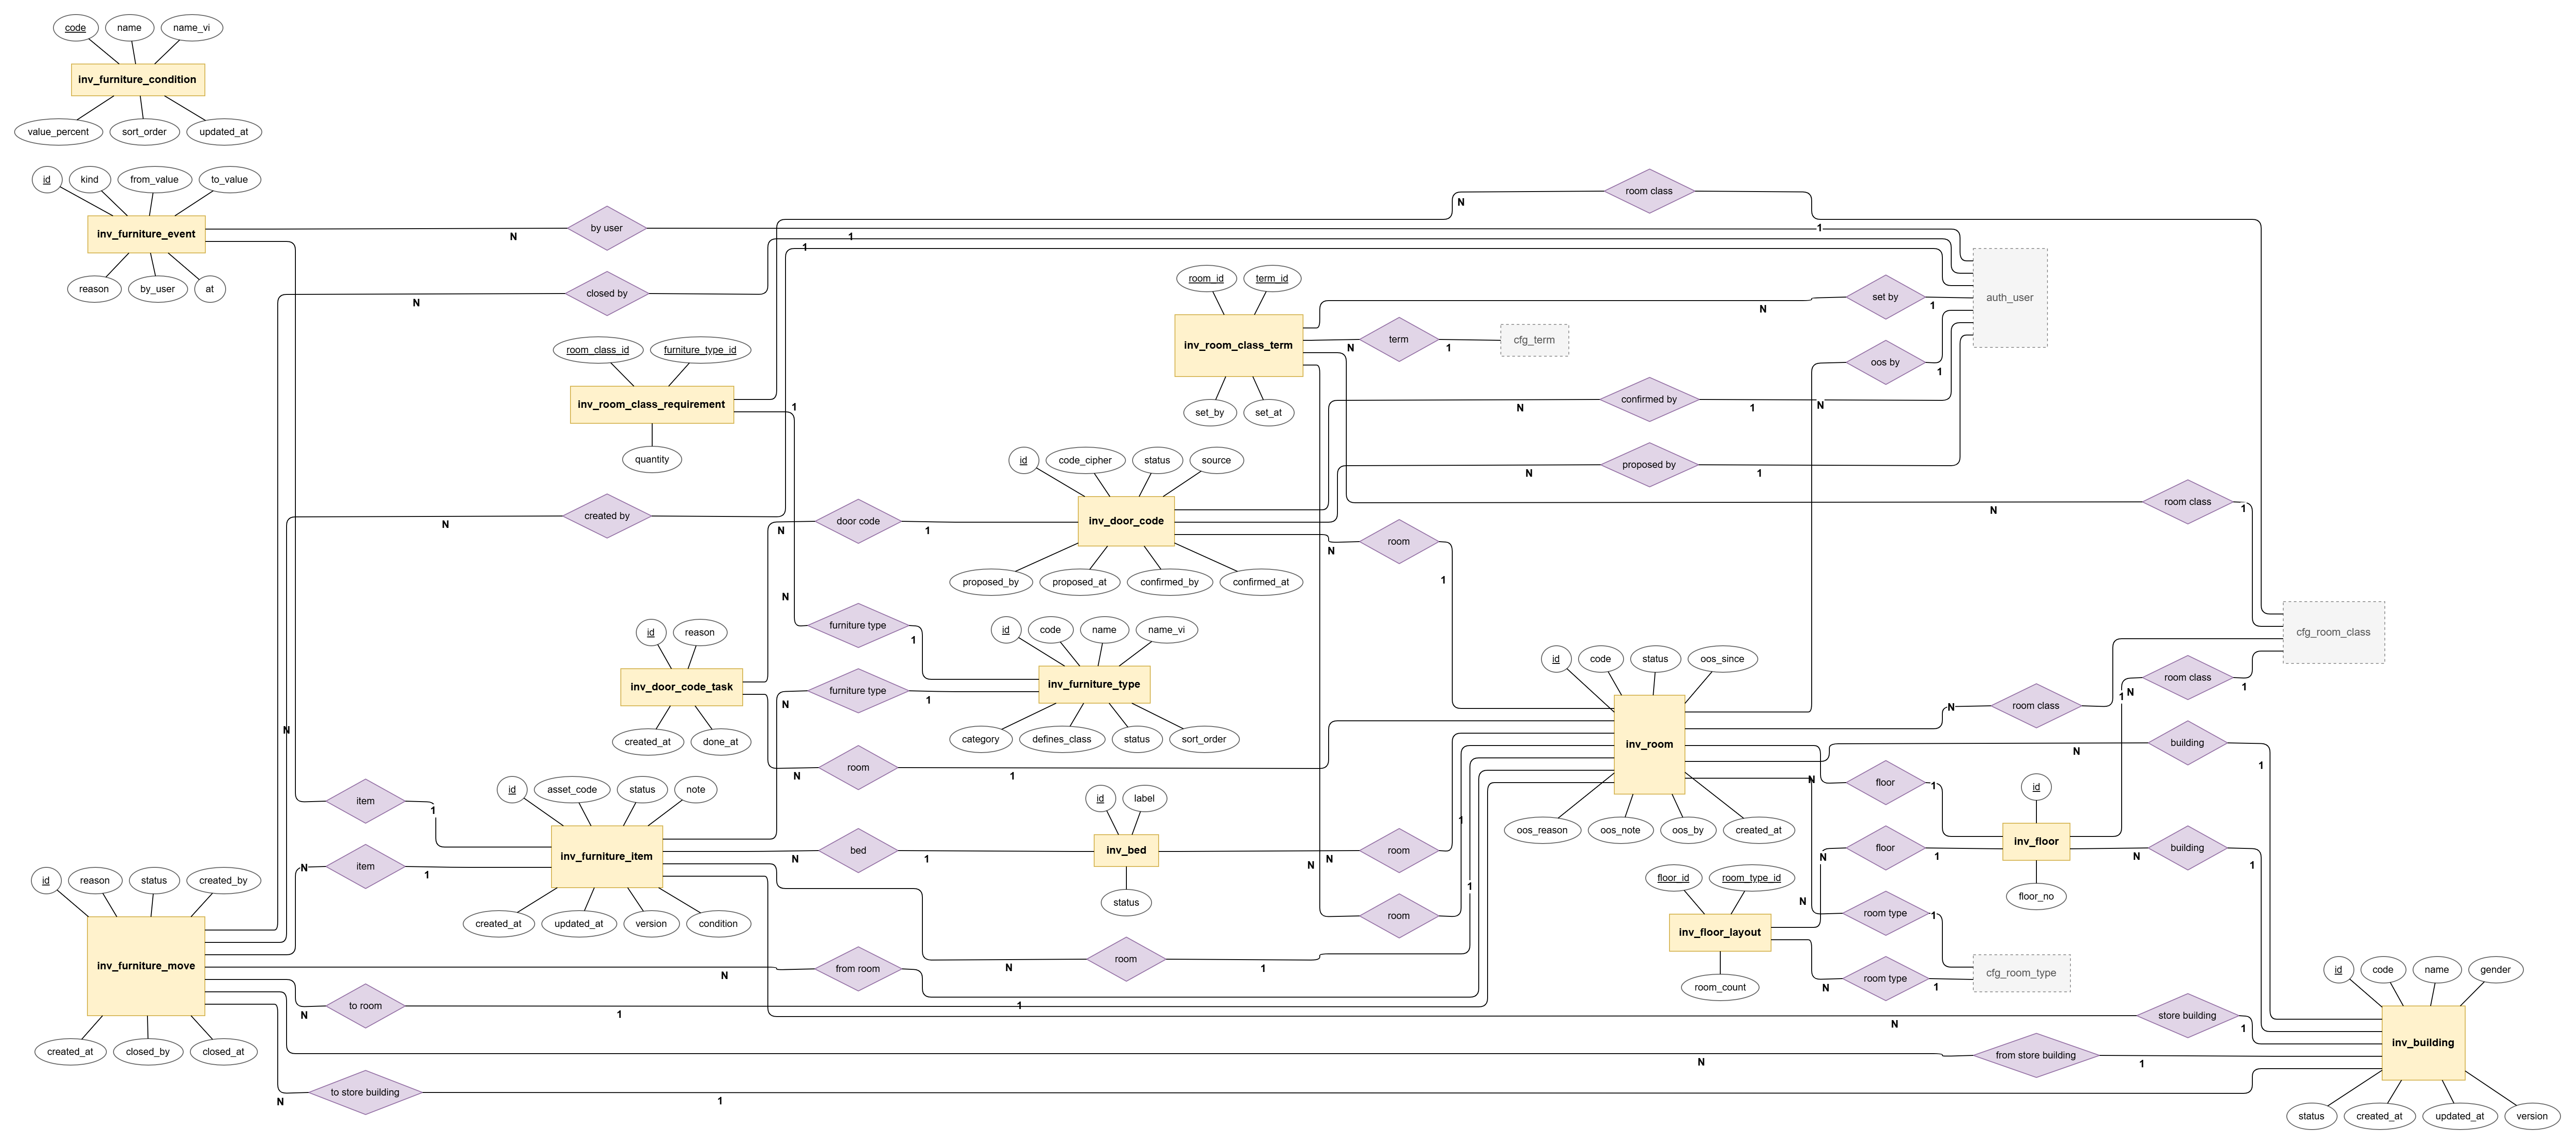 code
name
name_vi
inv_furniture_condition
value_percent
sort_order
updated_at
id
kind
from_value
to_value
inv_furniture_event
reason
by_user
at
N
by user
1
N
closed by
1
1
N
room class
1
auth_user
room_id
term_id
inv_room_class_term
set_by
set_at
N
set by
1
N
term
1
cfg_term
oos by
1
N
room_class_id
furniture_type_id
inv_room_class_requirement
quantity
1
N
confirmed by
1
N
proposed by
1
id
code_cipher
status
source
inv_door_code
proposed_by
proposed_at
confirmed_by
confirmed_at
N
created by
N
door code
1
N
room
1
N
room class
1
cfg_room_class
N
furniture type
1
id
reason
inv_door_code_task
created_at
done_at
id
code
name
name_vi
inv_furniture_type
category
defines_class
status
sort_order
N
furniture type
1
N
room
1
id
code
status
oos_since
inv_room
oos_reason
oos_note
oos_by
created_at
N
room class
1
N
room class
1
N
building
1
N
floor
1
id
inv_floor
floor_no
N
floor
1
N
building
1
N
item
1
N
item
1
id
asset_code
status
note
inv_furniture_item
created_at
updated_at
version
condition
N
bed
1
id
label
inv_bed
status
N
room
1
N
room
1
floor_id
room_type_id
inv_floor_layout
room_count
N
room type
1
N
room type
1
cfg_room_type
id
reason
status
created_by
inv_furniture_move
created_at
closed_by
closed_at
N
room
1
N
from room
1
N
to room
1
N
store building
1
N
from store building
1
N
to store building
1
id
code
name
gender
inv_building
status
created_at
updated_at
version